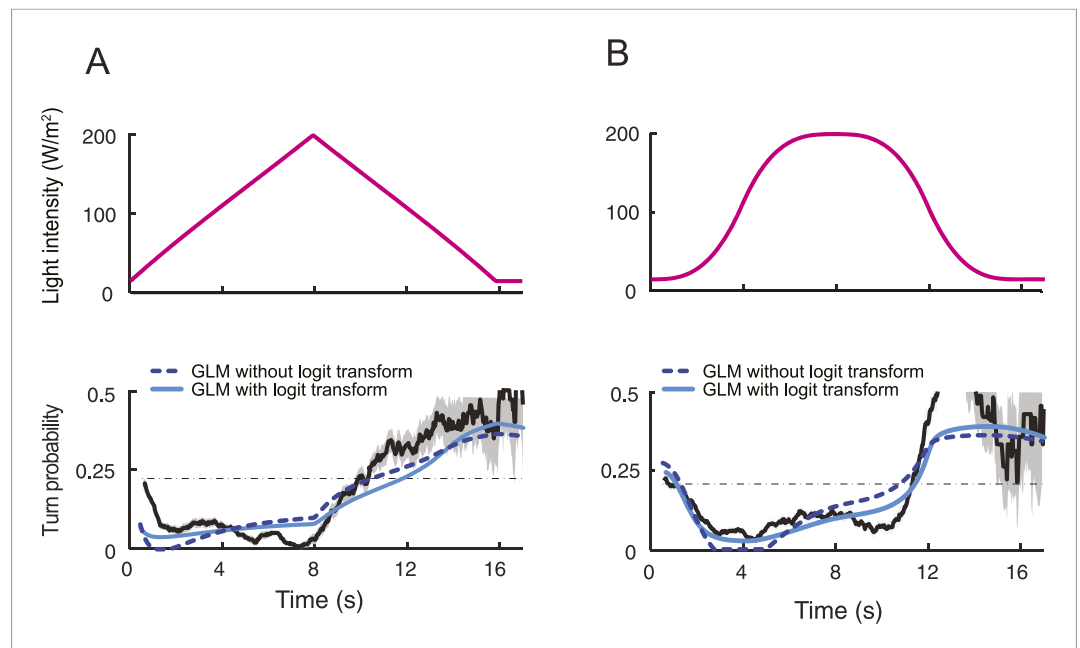 A
B
Light intensity (W/m²)
200
100
0
200
100
0
GLM without logit transform
GLM with logit transform
GLM without logit transform
GLM with logit transform
Turn probability
0.5
0.25
0
0 4 8 12 16
Time (s)
0.5
0.25
0
0 4 8 12 16
Time (s)